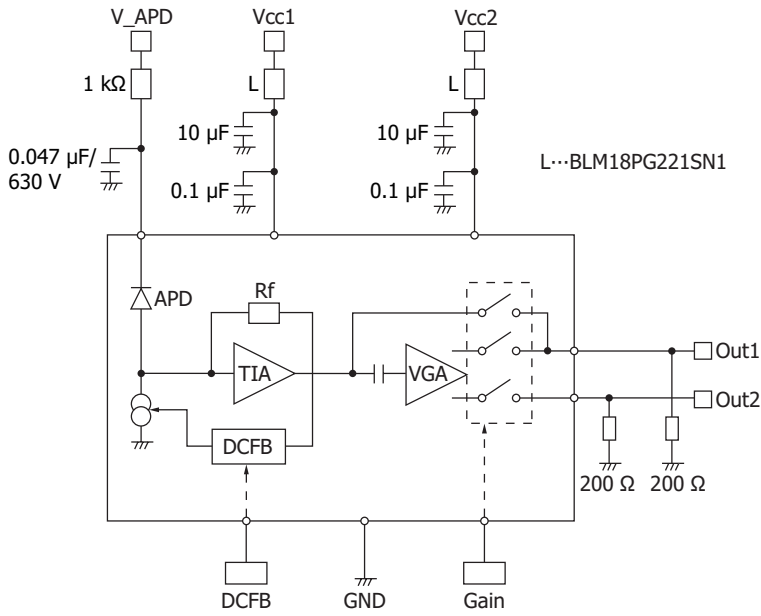 V_APD
Vcc1
Vcc2
1 kΩ
L
L
10 µF
10 µF
0.047 µF/
630 V
0.1 µF
0.1 µF
L···BLM18PG221SN1
APD
Rf
TIA
VGA
Out1
Out2
DCFB
200 Ω
200 Ω
DCFB
GND
Gain